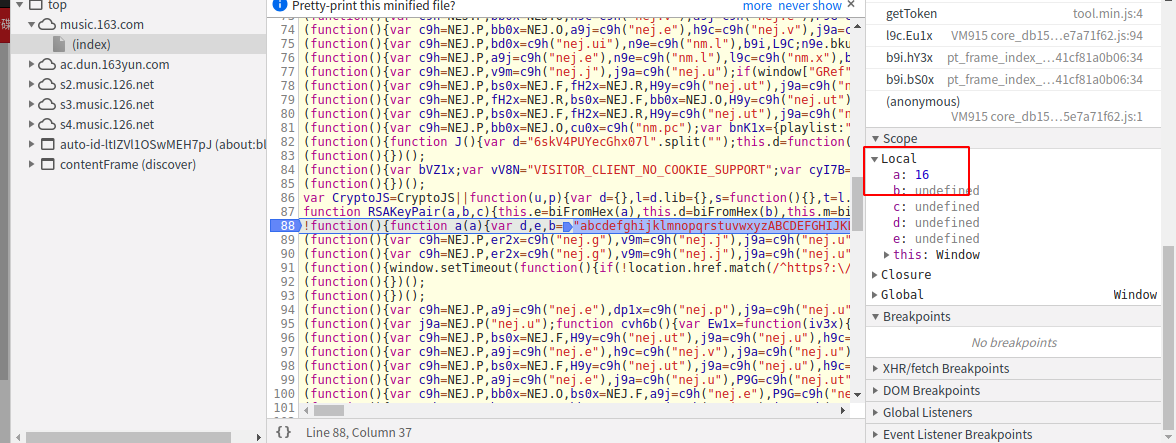 top
music.163.com
(index)
ac.dun.163yun.com
s2.music.126.net
s3.music.126.net
s4.music.126.net
auto-id-ltIZVl1OSwMEH7pJ (about:bl
contentFrame (discover)
Pretty-print this minified file?
more never show
74 (function(){var c9h=NEJ.P,bb0x=NEJ.O,
75 (function(){var c9h=NEJ.P,bd0x=c9h("nej.ui"),n9e=c9h("nm.l"),b9i,L9C;n9e.bku
76 (function(){var c9h=NEJ.P,a9j=c9h("nej.e"),n9e=c9h("nm.l"),l9c=c9h("nm.x"),b
77 (function(){var c9h=NEJ.P,v9m=c9h("nej.j"),j9a=c9h("nej.u");if(window["GRef"
78 (function(){var c9h=NEJ.P,bs0x=NEJ.F,fH2x=NEJ.R,H9y=c9h("nej.ut"),j9a=c9h("n
79 (function(){var c9h=NEJ.P,fH2x=NEJ.R,bs0x=NEJ.F,bb0x=NEJ.O,H9y=c9h("nej.ut")
80 (function(){var c9h=NEJ.P,bs0x=NEJ.F,fH2x=NEJ.R,H9y=c9h("nej.ut"),j9a=c9h("n
81 (function(){var c9h=NEJ.P,bb0x=NEJ.O,cu0x=c9h("nm.pc");var bnK1x={playlist:"
82 (function(){function J(){var d="6skV4PUYecGhx07l".split("");this.d=function(
83 (function(){})();
84 (function(){var bVZ1x;var vV8N="VISITOR_CLIENT_NO_COOKIE_SUPPORT";var cyI7B=
85 (function(){})();
86 var CryptoJS=CryptoJS||function(u,p){var d={},l=d.lib={},s=function(){},t=l.
87 function RSAKeyPair(a,b,c){this.e=biFromHex(a),this.d=biFromHex(b),this.m=bi
88 !function(){function a(a){var d,e,b="abcdefghijklmnopqrstuvwxyzABCDEFGHIJKL
89 (function(){var c9h=NEJ.P,er2x=c9h("nej.g"),v9m=c9h("nej.j"),j9a=c9h("nej.u"
90 (function(){var c9h=NEJ.P,er2x=c9h("nej.g"),v9m=c9h("nej.j"),j9a=c9h("nej.u"
91 (function(){window.setTimeout(function(){if(!location.href.match(/^https?:\/
92 (function(){})();
93 (function(){})();
94 (function(){var c9h=NEJ.P,a9j=c9h("nej.e"),dp1x=c9h("nej.p"),j9a=c9h("nej.u"
95 (function(){var j9a=NEJ.P("nej.u");function cvh6b(){var Ew1x=function(iv3x){
96 (function(){var c9h=NEJ.P,bs0x=NEJ.F,H9y=c9h("nej.ut"),j9a=c9h("nej.u"),h9c=
97 (function(){var c9h=NEJ.P,a9j=c9h("nej.e"),h9c=c9h("nej.v"),j9a=c9h("nej.u")
98 (function(){var c9h=NEJ.P,bs0x=NEJ.F,H9y=c9h("nej.ut"),j9a=c9h("nej.u"),h9c=
99 (function(){var c9h=NEJ.P,a9j=c9h("nej.e"),j9a=c9h("nej.u"),P9G=c9h("nej.ut"
100 (function(){var c9h=NEJ.P,bb0x=NEJ.O,bs0x=NEJ.F,a9j=c9h("nej.e"),P9G=c9h("ne
101
{} Line 88, Column 37
getToken tool.min.js:4
l9c.Eu1x VM915 core_db15…e7a71f62.js:94
b9i.hY3x pt_frame_index_…41cf81a0b06:34
b9i.bS0x pt_frame_index_…41cf81a0b06:34
(anonymous)
VM915 core_db15…5e7a71f62.js:1
Scope
Local
a: 16
b: undefined
c: undefined
d: undefined
e: undefined
this: Window
Closure
Global Window
Breakpoints
No breakpoints
XHR/fetch Breakpoints
DOM Breakpoints
Global Listeners
Event Listener Breakpoints